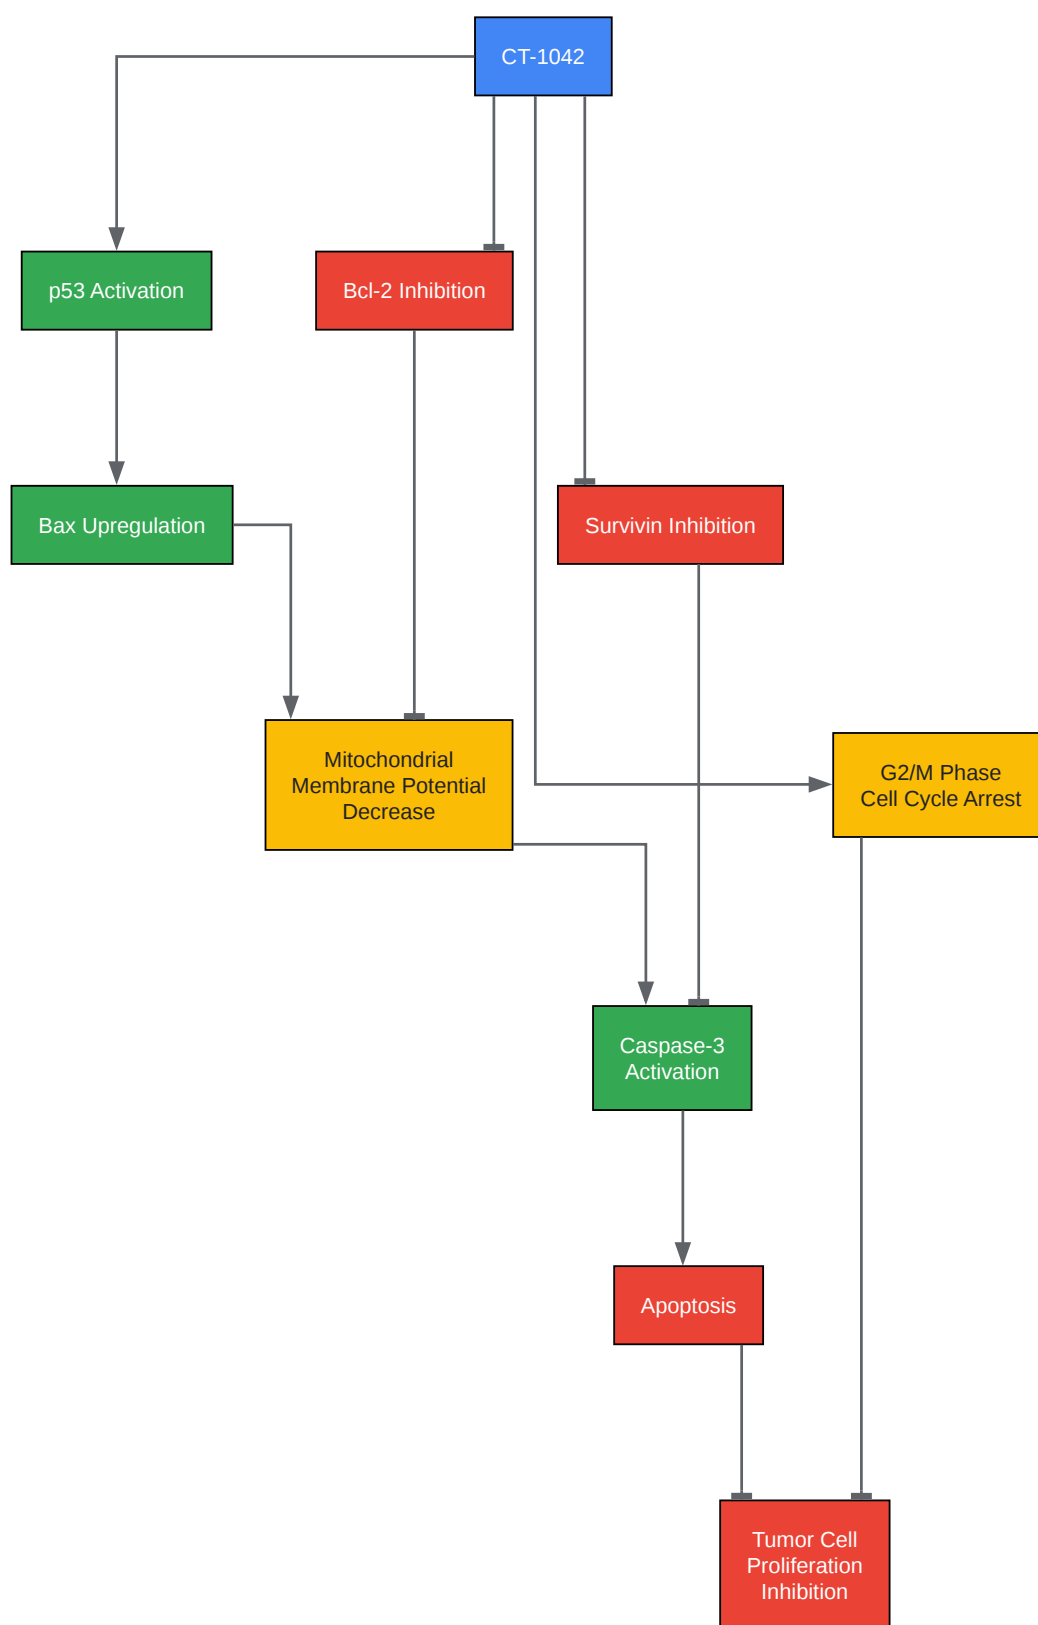 CT-1042
p53 Activation
Bcl-2 Inhibition
Bax Upregulation
Survivin Inhibition
Mitochondrial
Membrane Potential
Decrease
G2/M Phase
Cell Cycle Arrest
Caspase-3
Activation
Apoptosis
Tumor Cell
Proliferation
Inhibition